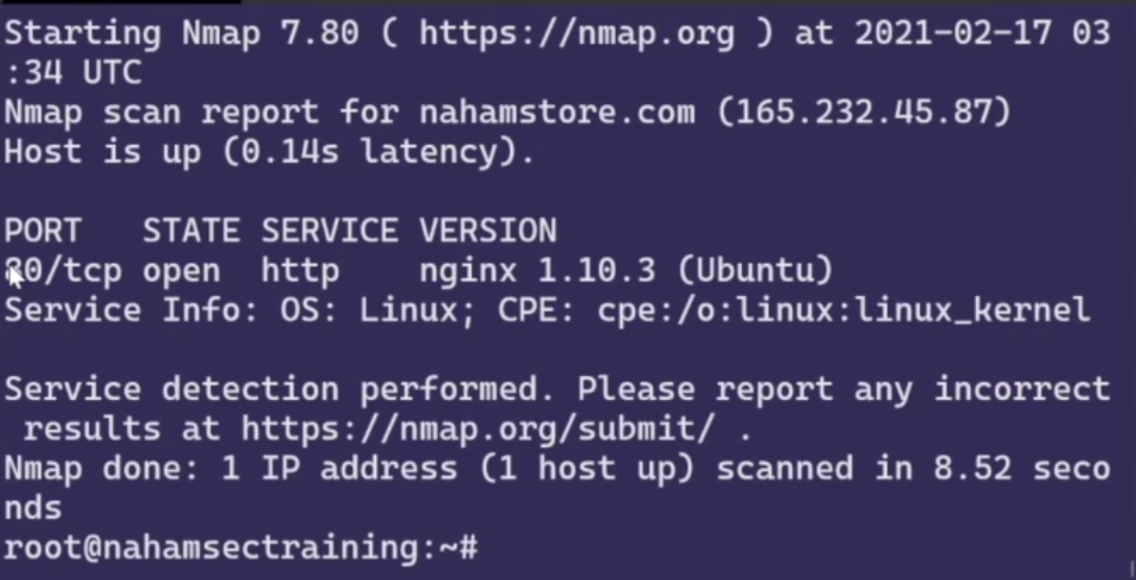 Starting Nmap 7.80 ( https://nmap.org ) at 2021-02-17 03
:34 UTC
Nmap scan report for nahamstore.com (165.232.45.87)
Host is up (0.14s latency).
PORT   STATE SERVICE VERSION
80/tcp open  http    nginx 1.10.3 (Ubuntu)
Service Info: OS: Linux; CPE: cpe:/o:linux:linux_kernel
Service detection performed. Please report any incorrect
 results at https://nmap.org/submit/ .
Nmap done: 1 IP address (1 host up) scanned in 8.52 seco
nds
root@nahamsectraining:~#